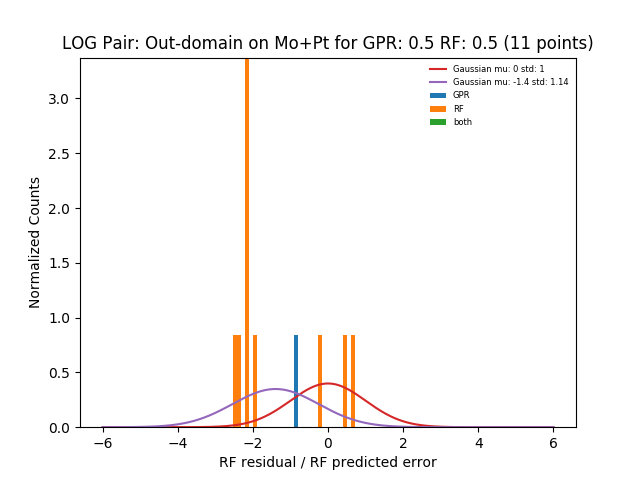 LOG Pair: Out-domain on Mo+Pt for GPR: 0.5 RF: 0.5 (11 points)
Gaussian mu: 0 std: 1
Gaussian mu: -1.4 std: 1.14
GPR
RF
both
3.0
2.5
2.0
1.5
1.0
0.5
0.0
Normalized Counts
−6
−4
−2
0
2
4
6
RF residual / RF predicted error